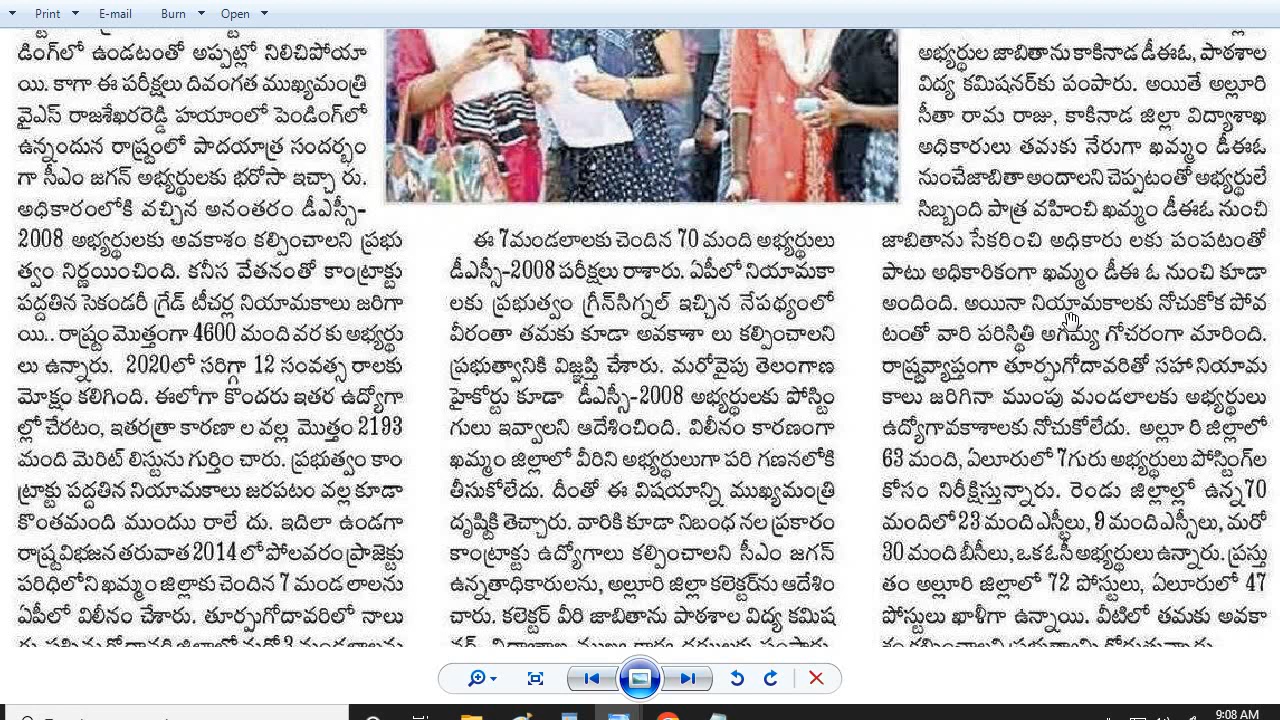 Print
E-mail
Burn
Open
డింగ్‌లో ఉండటంతో అప్పట్లో నిలిచిపోయా
యి. కాగా ఈ పరీక్షలు దివంగత ముఖ్యమంత్రి
వైఎస్ రాజశేఖరరెడ్డి హయాంలో పెండింగ్‌లో
ఉన్నందున రాష్ట్రంలో పాదయాత్ర సందర్భం
గా సీఎం జగన్ అభ్యర్థులకు భరోసా ఇచ్చా రు.
అధికారంలోకి వచ్చిన అనంతరం డీఎస్సీ-
2008 అభ్యర్థులకు అవకాశం కల్పించాలని ప్రభు
త్వం నిర్ణయించింది. కనీస వేతనంతో కాంట్రాక్టు
పద్దతిన సెకండరీ గ్రేడ్ టీచర్ల నియామకాలు జరిగా
యి.. రాష్ట్రం మొత్తంగా 4600 మంది వర కు అభ్యర్థు
లు ఉన్నారు. 2020లో సరిగ్గా 12 సంవత్స రాలకు
మోక్షం కలిగింది. ఈలోగా కొందరు ఇతర ఉద్యోగా
ల్లో చేరటం, ఇతరత్రా కారణా ల వల్ల మొత్తం 2193
మంది మెరిట్ లిస్టును గుర్తిం చారు. ప్రభుత్వం కాం
ట్రాక్టు పద్దతిన నియామకాలు జరపటం వల్ల కూడా
కొంతమంది ముందు రాలే దు. ఇదిలా ఉండగా
రాష్ట్ర విభజన తరువాత 2014 లో పోలవరం ప్రాజెక్టు
పరిధిలోని ఖమ్మం జిల్లాకు చెందిన 7 మండ లాలను
ఏపీలో విలీనం చేశారు. తూర్పుగోదావరిలో నాలు
ఈ 7మండలాలకు చెందిన 70 మంది అభ్యర్థులు
డీఎస్సీ-2008 పరీక్షలు రాశారు. ఏపీలో నియామకా
లకు ప్రభుత్వం గ్రీన్‌సిగ్నల్ ఇచ్చిన నేపథ్యంలో
వీరంతా తమకు కూడా అవకాశా లు కల్పించాలని
ప్రభుత్వానికి విజ్ఞప్తి చేశారు. మరోవైపు తెలంగాణ
హైకోర్టు కూడా డీఎస్సీ-2008 అభ్యర్థులకు పోస్టిం
గులు ఇవ్వాలని ఆదేశించింది. విలీనం కారణంగా
ఖమ్మం జిల్లాలో వీరిని అభ్యర్థులుగా పరి గణనలోకి
తీసుకోలేదు. దీంతో ఈ విషయాన్ని ముఖ్యమంత్రి
దృష్టికి తెచ్చారు. వారికి కూడా నిబంధ నల ప్రకారం
కాంట్రాక్టు ఉద్యోగాలు కల్పించాలని సీఎం జగన్
ఉన్నతాధికారులను, అల్లూరి జిల్లా కలెక్టర్‌ను ఆదేశిం
చారు. కలెక్టర్ వీరి జాబితాను పాఠశాల విద్య కమిష
అభ్యర్థుల జాబితాను కాకినాడ డీఈఓ, పాఠశాల
విద్య కమిషనర్‌కు పంపారు. అయితే అల్లూరి
సీతా రామ రాజు, కాకినాడ జిల్లా విద్యాశాఖ
అధికారులు తమకు నేరుగా ఖమ్మం డీఈఓ
నుంచే జాబితా అందాలని చెప్పటంతో అభ్యర్థులే
సిబ్బంది పాత్ర వహించి ఖమ్మం డీఈఓ నుంచి
జాబితాను సేకరించి అధికారు లకు పంపటంతో
పాటు అధికారికంగా ఖమ్మం డీఈ ఓ నుంచి కూడా
అందింది. అయినా నియామకాలకు నోచుకోక పోవ
టంతో వారి పరిస్థితి అగమ్య గోచరంగా మారింది.
రాష్ట్రవ్యాప్తంగా తూర్పుగోదావరితో సహా నియామ
కాలు జరిగినా ముంపు మండలాలకు అభ్యర్థులు
ఉద్యోగావకాశాలకు నోచుకోలేదు. అల్లూ రి జిల్లాలో
63 మంది, ఏలూరులో 7గురు అభ్యర్థులు పోస్టింగ్‌ల
కోసం నిరీక్షిస్తున్నారు. రెండు జిల్లాల్లో ఉన్న70
మందిలో 23 మంది ఎస్టీలు, 9 మంది ఎస్సీలు, మరో
30 మంది బీసీలు, ఒక ఓసీ అభ్యర్థులు ఉన్నారు. ప్రస్తు
తం అల్లూరి జిల్లాలో 72 పోస్టులు, ఏలూరులో 47
పోస్టులు ఖాళీగా ఉన్నాయి. వీటిలో తమకు అవకా
9:08 AM